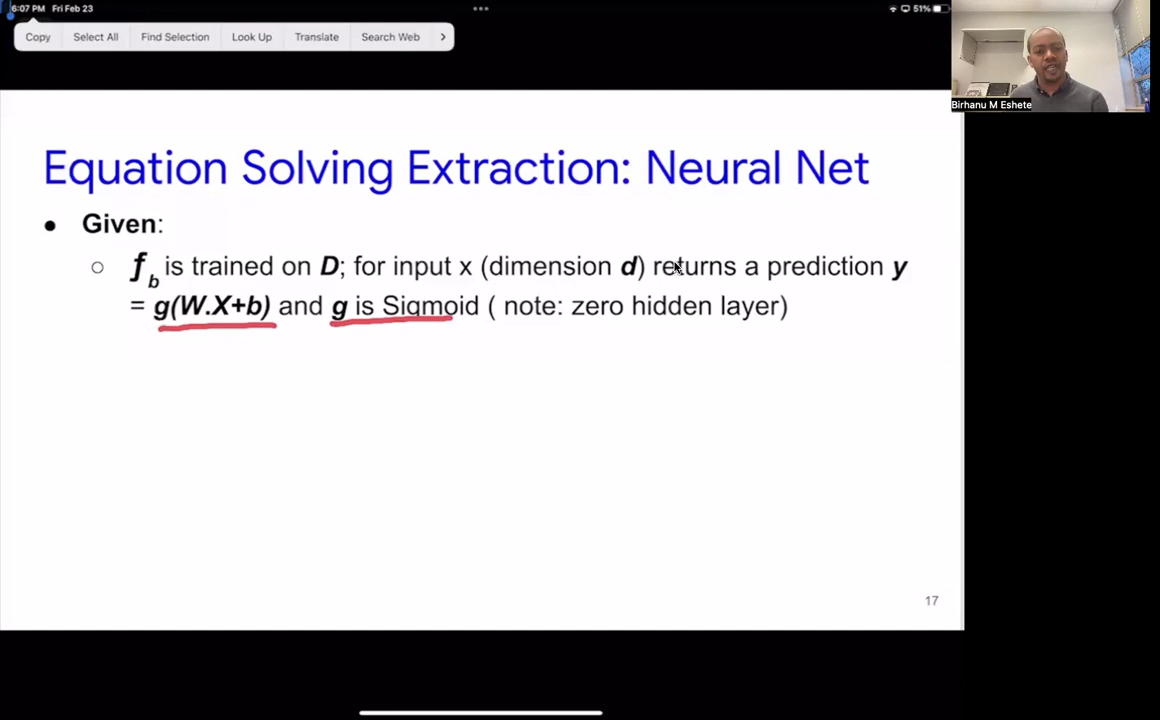 6:07 PM Fri Feb 23
51%
Copy Select All Find Selection Look Up Translate Search Web
Birhanu M Eshete
Equation Solving Extraction: Neural Net
● Given:
○ f b is trained on D; for input x (dimension d) returns a prediction y
= g(W.X+b) and g is Sigmoid ( note: zero hidden layer)
17